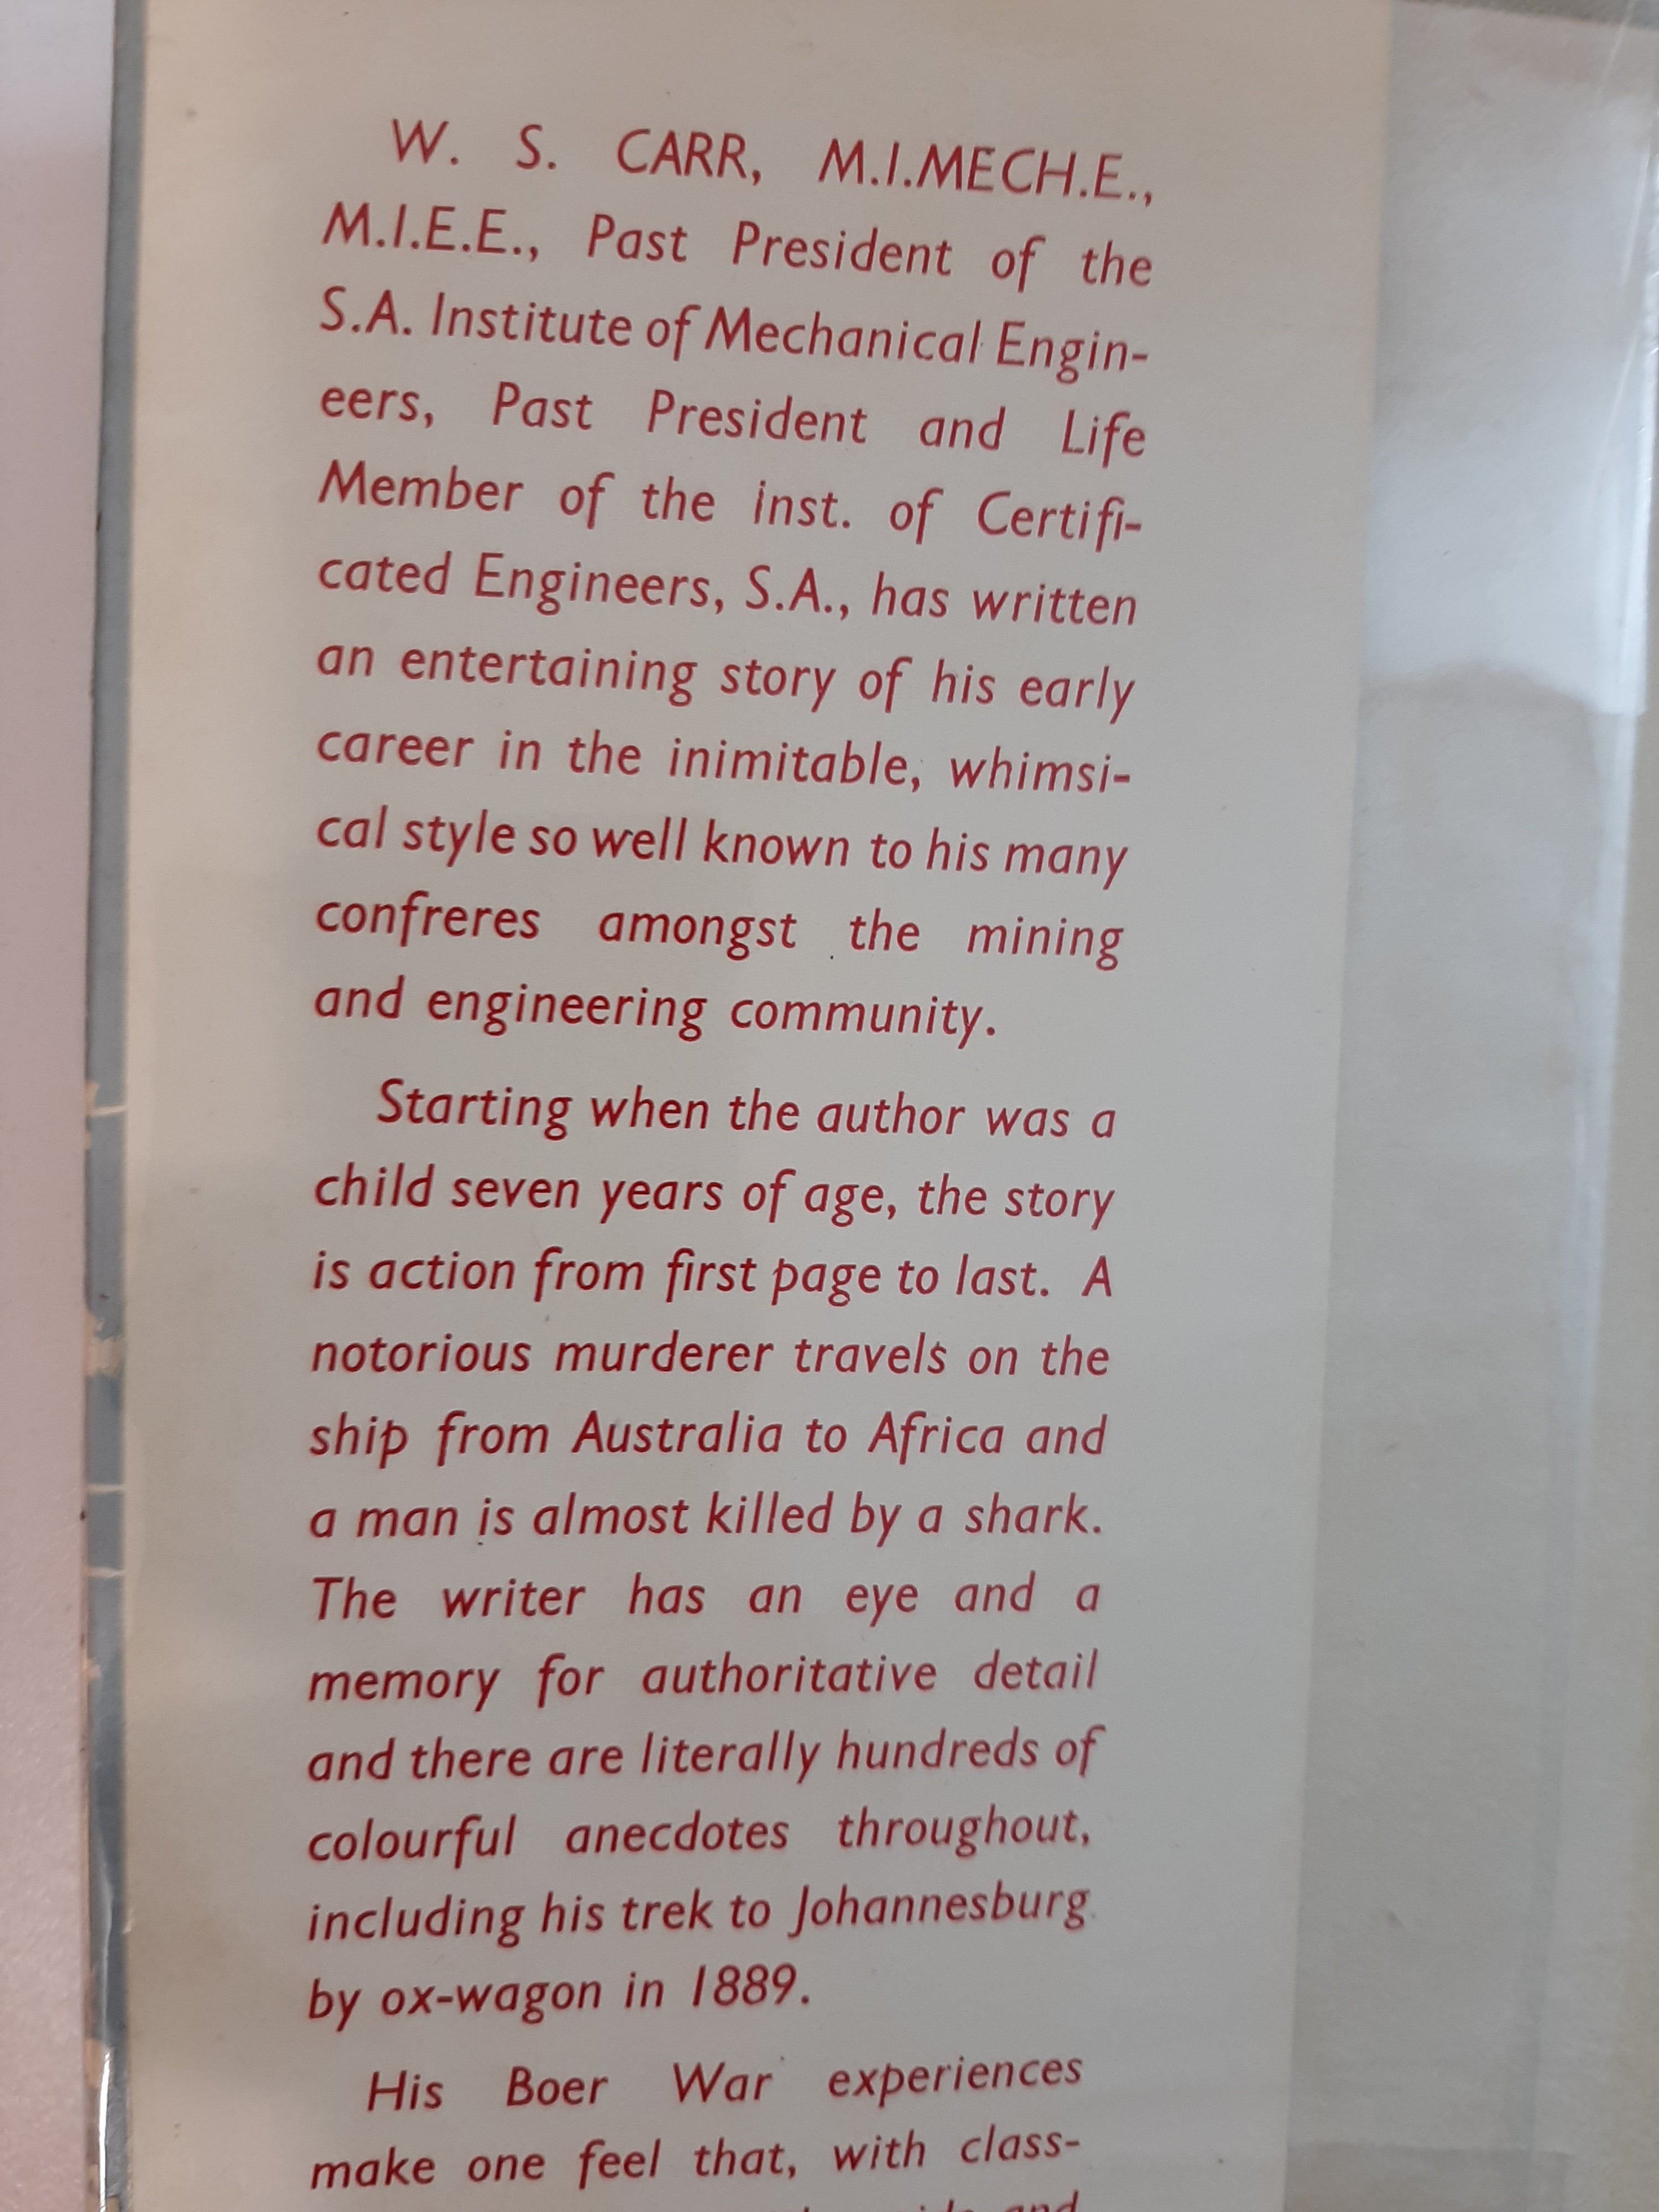 W. S. CARR, M.I.MECH.E.,
M.I.E.E., Past President of the
S.A. Institute of Mechanical Engin-
eers, Past President and Life
Member of the inst. of Certifi-
cated Engineers, S.A., has written
an entertaining story of his early
career in the inimitable, whimsi-
cal style so well known to his many
confreres amongst the mining
and engineering community.
Starting when the author was a
child seven years of age, the story
is action from first page to last. A
notorious murderer travels on the
ship from Australia to Africa and
a man is almost killed by a shark.
The writer has an eye and a
memory for authoritative detail
and there are literally hundreds of
colourful anecdotes throughout,
including his trek to Johannesburg
by ox-wagon in 1889.
His Boer War experiences
make one feel that, with class-
and